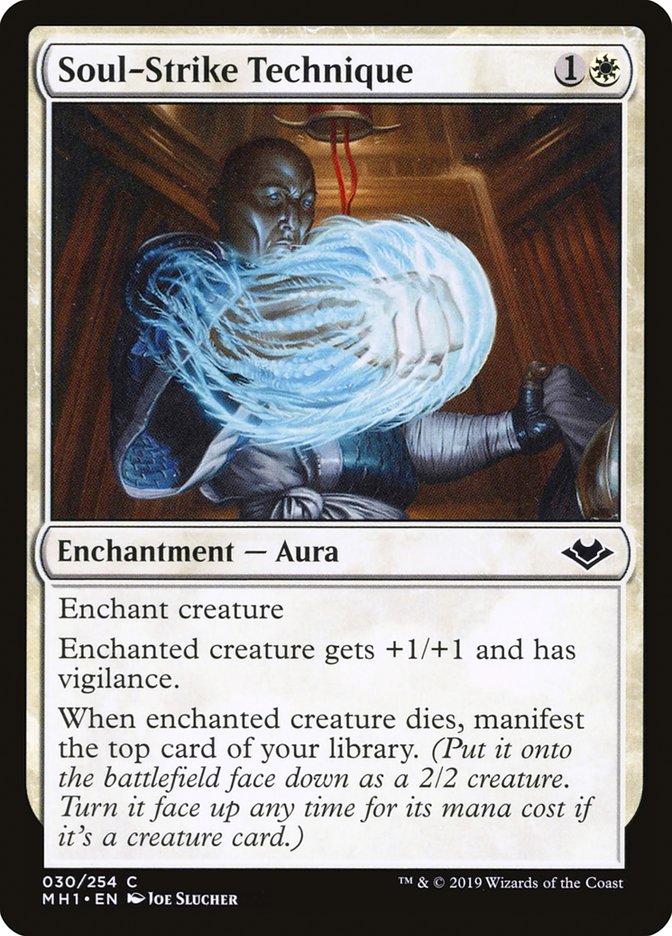 Soul-Strike Technique 1
Enchantment — Aura
Enchant creature
Enchanted creature gets +1/+1 and has
vigilance.
When enchanted creature dies, manifest
the top card of your library. (Put it onto
the battlefield face down as a 2/2 creature.
Turn it face up any time for its mana cost if
it's a creature card.)
030/254 C
MH1 • EN Joe Slucher
™ & © 2019 Wizards of the Coast